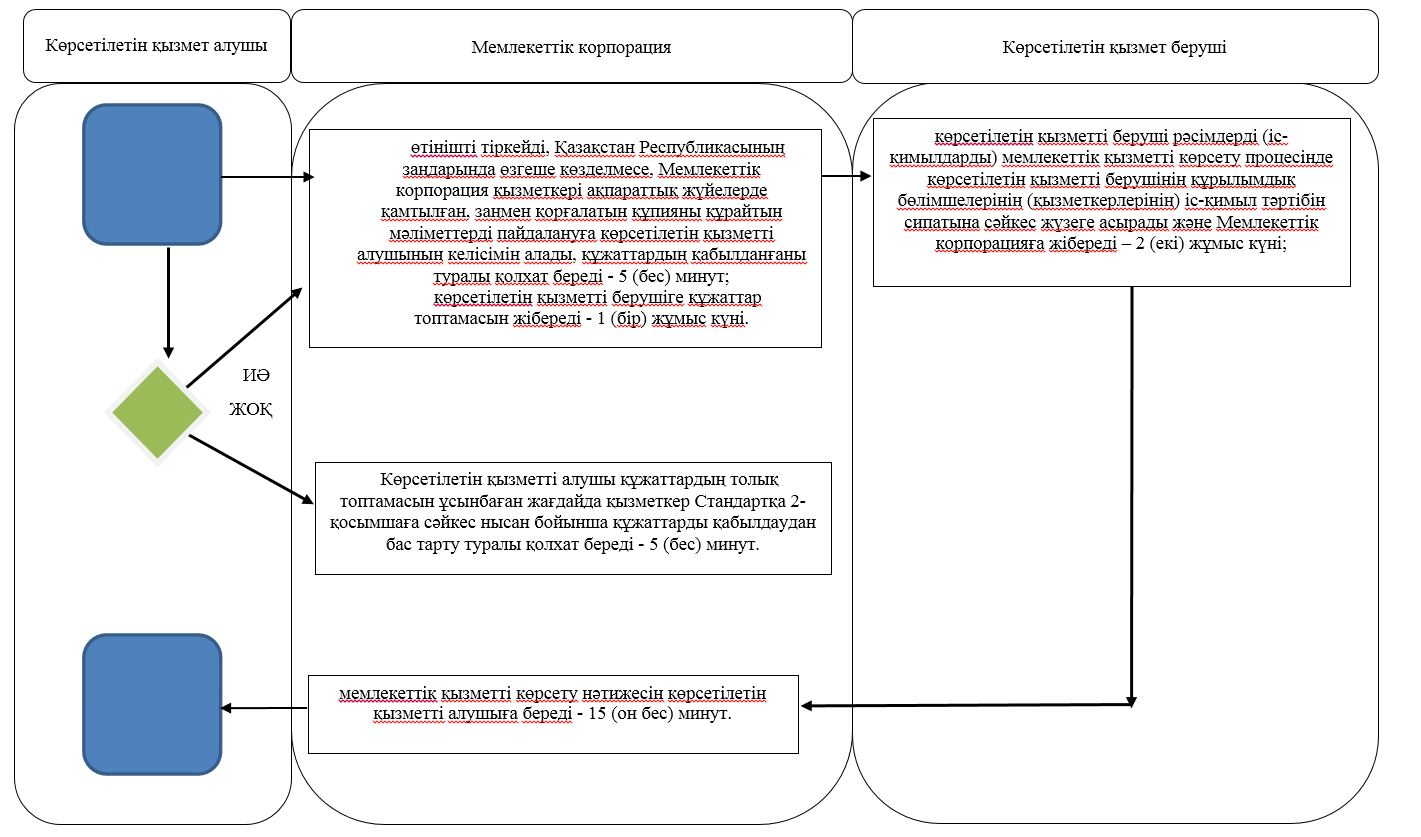 Көрсетілетін қызмет алушы
Мемлекеттік корпорация
Көрсетілетін қызмет беруші
өтінішті тіркейді, Қазақстан Республикасының
заңдарында өзгеше көзделмесе, Мемлекеттік
корпорация қызметкері ақпараттық жүйелерде
қамтылған, заңмен қорғалатын құпияны құрайтын
мәліметтерді пайдалануға көрсетілетін қызметті
алушының келісімін алады, құжаттардың қабылданғаны
туралы қолхат береді - 5 (бес) минут;
көрсетілетін қызметті берушіге құжаттар
топтамасын жібереді - 1 (бір) жұмыс күні.
көрсетілетін қызметті беруші рәсімдерді (іс-
қимылдарды) мемлекеттік қызметті көрсету процесінде
көрсетілетін қызметті берушінің құрылымдық
бөлімшелерінің (қызметкерлерінің) іс-қимыл тәртібін
сипатына сәйкес жүзеге асырады және Мемлекеттік
корпорацияға жібереді – 2 (екі) жұмыс күні;
ИӘ
ЖОҚ
Көрсетілетін қызметті алушы құжаттардың толық
топтамасын ұсынбаған жағдайда қызметкер Стандартқа 2-
қосымшаға сәйкес нысан бойынша құжаттарды қабылдаудан
бас тарту туралы қолхат береді - 5 (бес) минут.
мемлекеттік қызметті көрсету нәтижесін көрсетілетін
қызметті алушыға береді - 15 (он бес) минут.